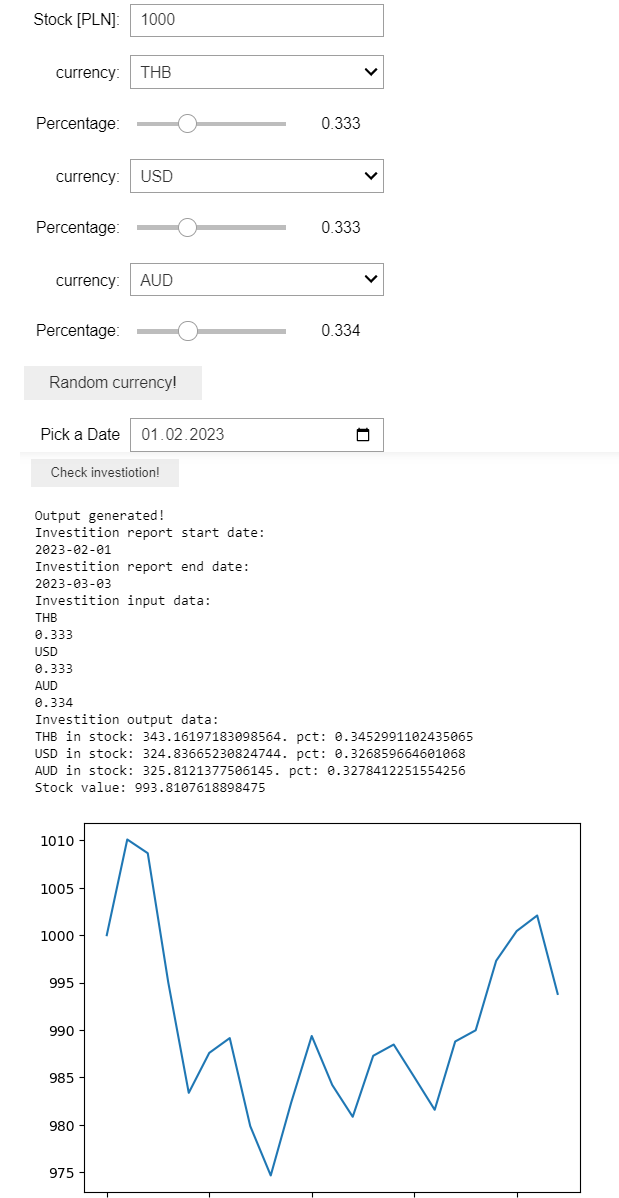 Stock [PLN]: 1000
currency: THB
Percentage: 0.333
currency: USD
Percentage: 0.333
currency: AUD
Percentage: 0.334
Random currency!
Pick a Date 01.02.2023
Check investiotion!
Output generated!
Investition report start date:
2023-02-01
Investition report end date:
2023-03-03
Investition input data:
THB
0.333
USD
0.333
AUD
0.334
Investition output data:
THB in stock: 343.16197183098564. pct: 0.3452991102435065
USD in stock: 324.83665230824744. pct: 0.326859664601068
AUD in stock: 325.8121377506145. pct: 0.3278412251554256
Stock value: 993.8107618898475
1010
1005
1000
995
990
985
980
975